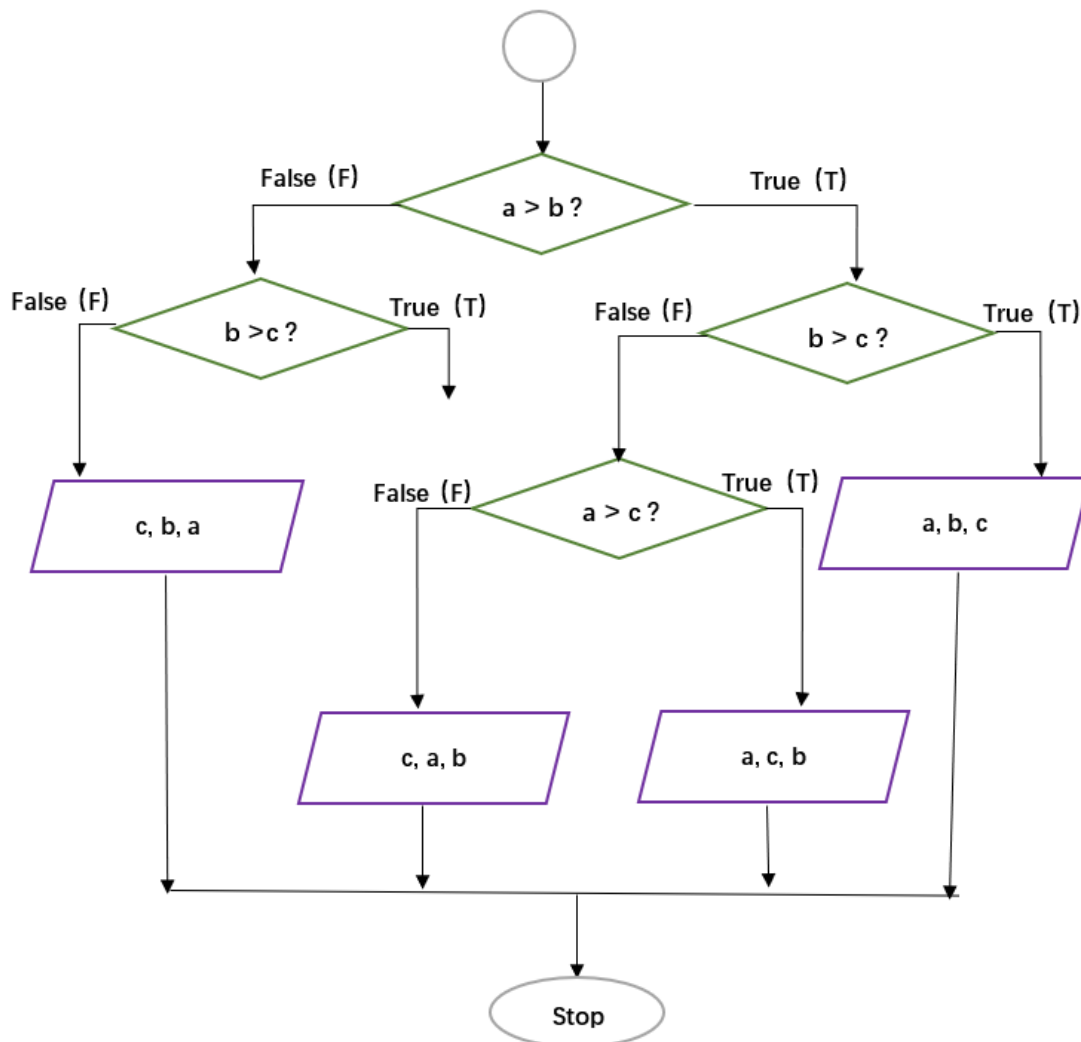 False (F)
True (T)
a > b ?
False (F)
True (T)
b >c ?
False (F)
True (T)
b > c ?
False (F)
True (T)
a > c ?
c, b, a
a, b, c
c, a, b
a, c, b
Stop